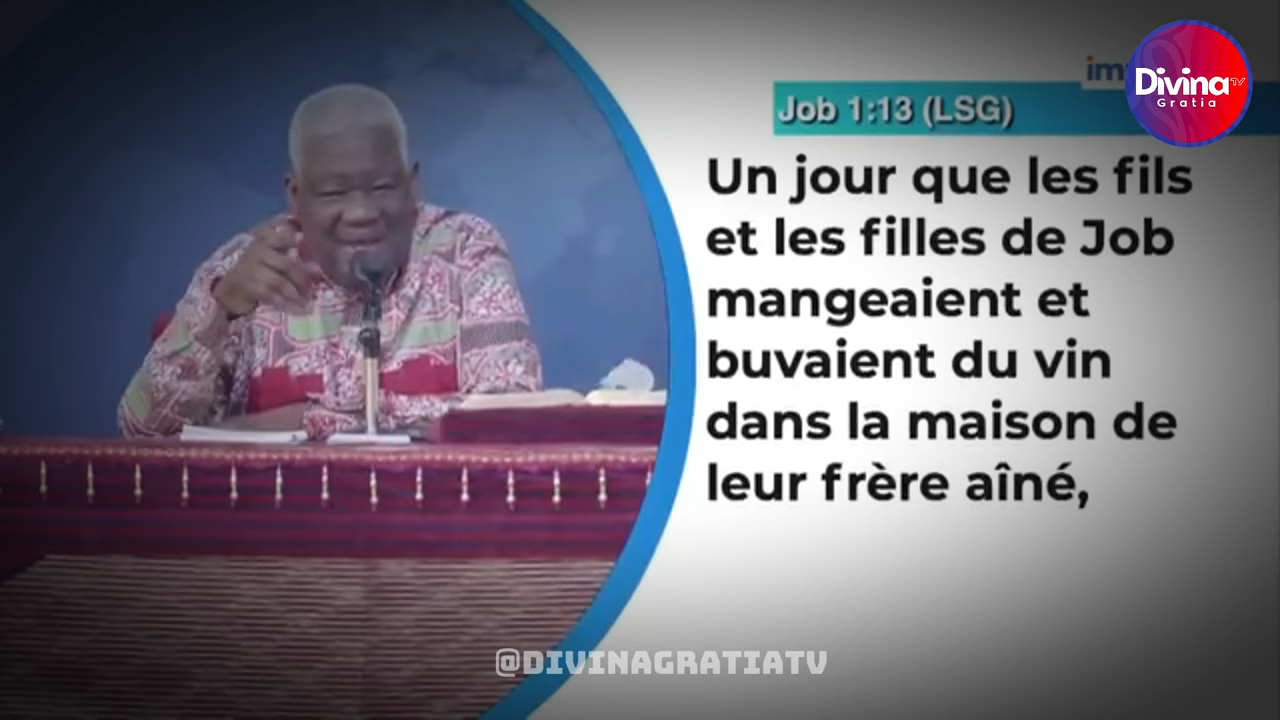 Divina TV
Gratia
Job 1:13 (LSG)
Un jour que les fils
et les filles de Job
mangeaient et
buvaient du vin
dans la maison de
leur frère aîné,
@DIVINAGRATIATV